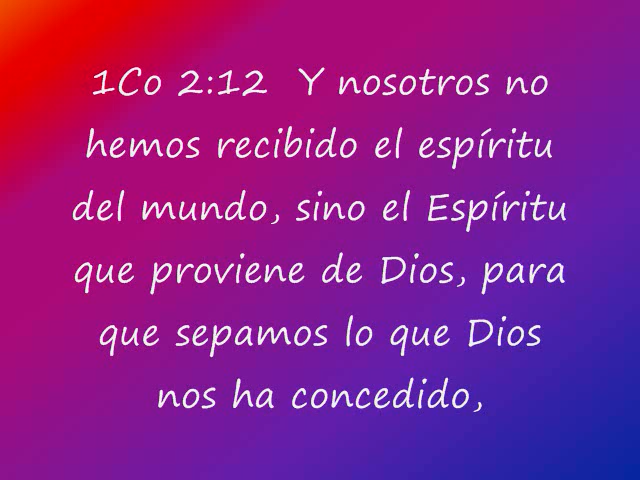 1Co 2:12  Y nosotros no
hemos recibido el espíritu
del mundo, sino el Espíritu
que proviene de Dios, para
que sepamos lo que Dios
nos ha concedido,